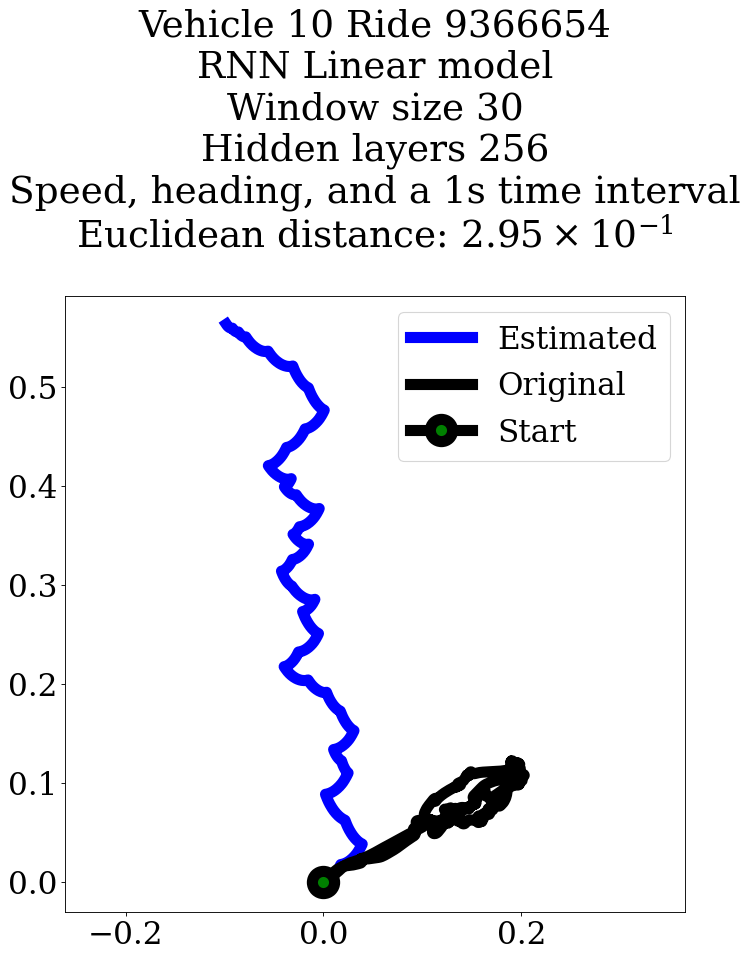 Vehicle 10 Ride 9366654
RNN Linear model
Window size 30
Hidden layers 256
Speed, heading, and a 1s time interval
Euclidean distance: 2.95 × 10⁻¹
Estimated
Original
Start
0.5
0.4
0.3
0.2
0.1
0.0
−0.2 0.0 0.2